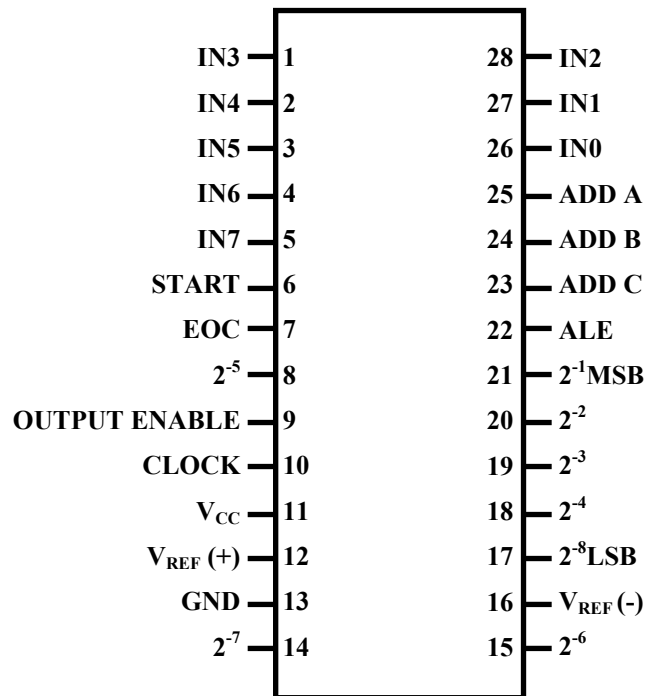 IN3 1 28 IN2
IN4 2 27 IN1
IN5 3 26 IN0
IN6 4 25 ADD A
IN7 5 24 ADD B
START 6 23 ADD C
EOC 7 22 ALE
2⁻⁵ 8 21 2⁻¹MSB
OUTPUT ENABLE 9 20 2⁻²
CLOCK 10 19 2⁻³
V_CC 11 18 2⁻⁴
V_REF (+) 12 17 2⁻⁸LSB
GND 13 16 V_REF (-)
2⁻⁷ 14 15 2⁻⁶